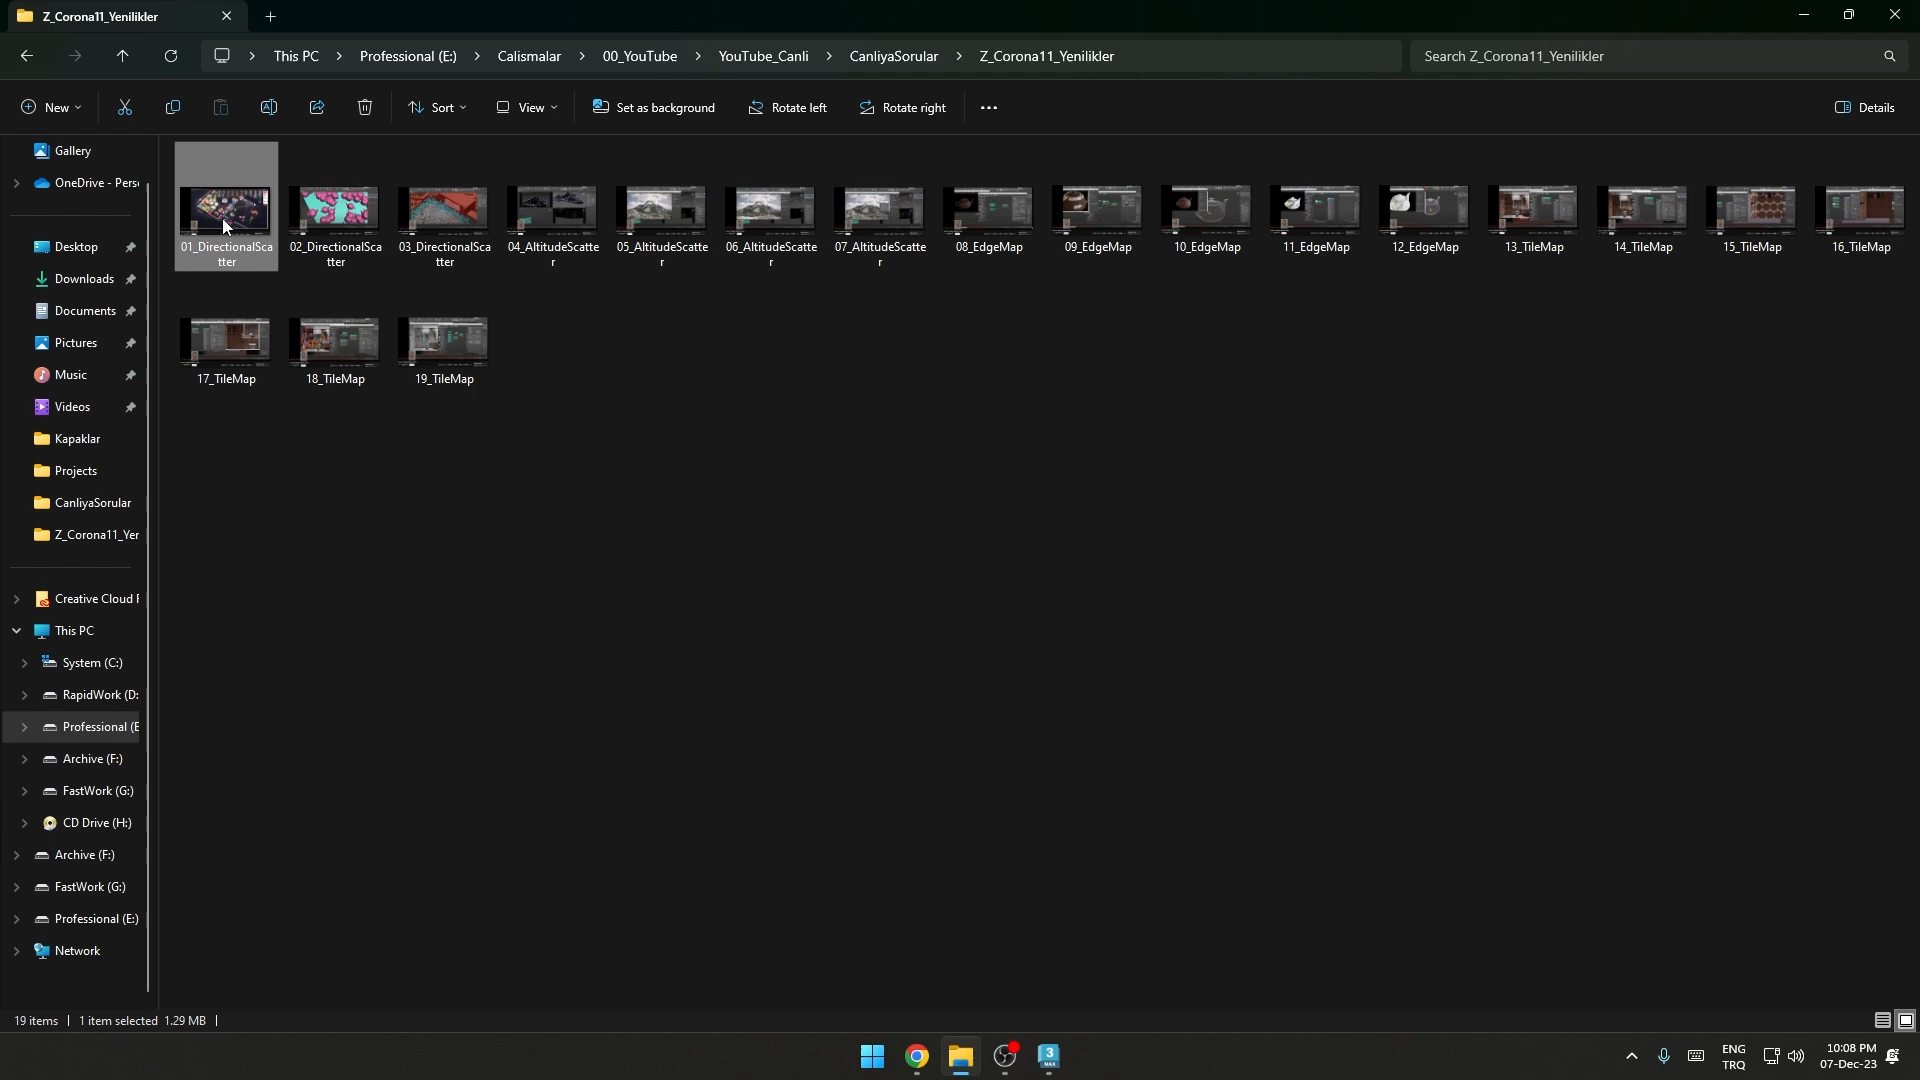 Z_Corona11_Yenilikler
This PC > Professional (E:) > Calismalar > 00_YouTube > YouTube_Canli > CanliyaSorular > Z_Corona11_Yenilikler
Search Z_Corona11_Yenilikler
New
Sort
View
Set as background
Rotate left
Rotate right
Details
Gallery
OneDrive - Pers
Desktop
Downloads
Documents
Pictures
Music
Videos
Kapaklar
Projects
CanliyaSorular
Z_Corona11_Yer
Creative Cloud F
This PC
System (C:)
RapidWork (D:
Professional (E
Archive (F:)
FastWork (G:)
CD Drive (H:)
Archive (F:)
FastWork (G:)
Professional (E:)
Network
01_DirectionalSca
tter
02_DirectionalSca
tter
03_DirectionalSca
tter
04_AltitudeScatte
r
05_AltitudeScatte
r
06_AltitudeScatte
r
07_AltitudeScatte
r
08_EdgeMap
09_EdgeMap
10_EdgeMap
11_EdgeMap
12_EdgeMap
13_TileMap
14_TileMap
15_TileMap
16_TileMap
17_TileMap
18_TileMap
19_TileMap
19 items
1 item selected 1.29 MB
3
MAX
ENG
TRQ
10:08 PM
07-Dec-23